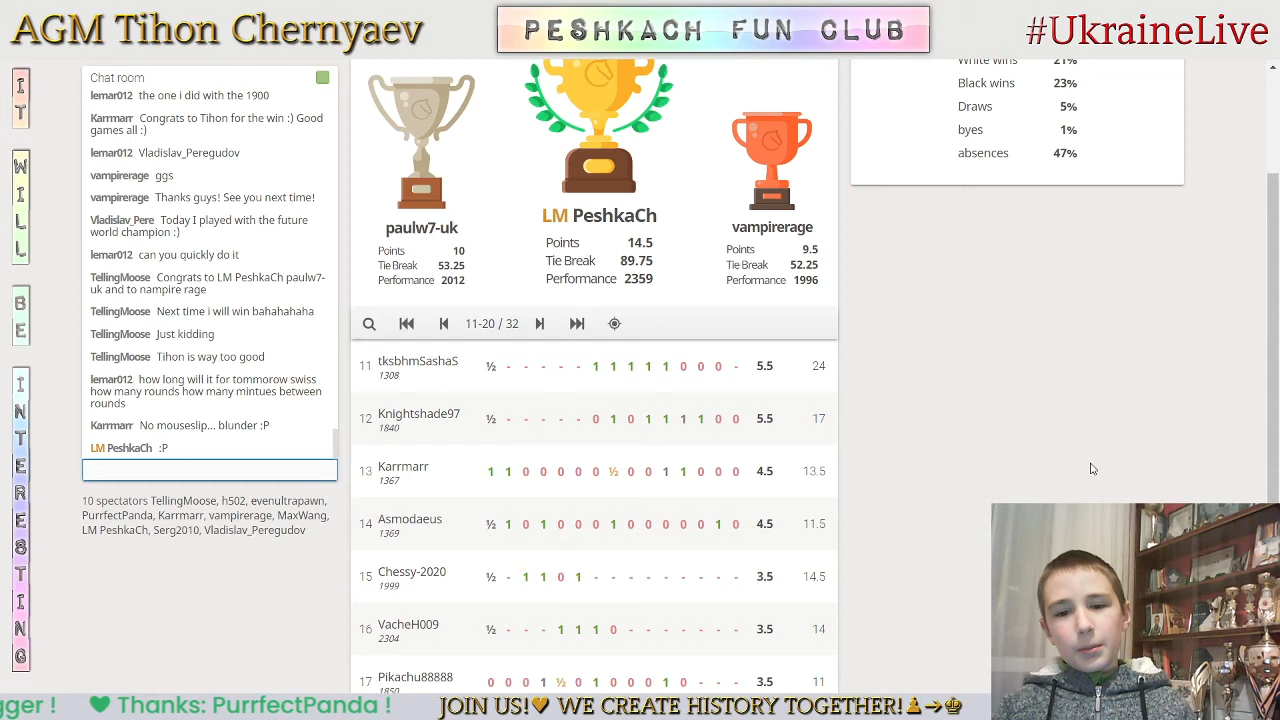 AGM Tihon Chernyaev
PESHKACH FUN CLUB
#UkraineLive
IT
WILL
BE
INTERESTING
Chat room
lemar012 the one i did with the 1900
Karrmarr Congrats to Tihon for the win :) Good
games all :)
lemar012 Vladislav_Peregudov
vampirerage ggs
vampirerage Thanks guys! See you next time!
Vladislav_Pere Today I played with the future
world champion :)
lemar012 can you quickly do it
TellingMoose Congrats to LM PeshkaCh paulw7-
uk and to nampire rage
TellingMoose Next time i will win bahahahaha
TellingMoose Just kidding
TellingMoose Tihon is way too good
lemar012 how long will it for tommorow swiss
how many rounds how many mintues between
rounds
Karrmarr No mouseslip... blunder :P
LM PeshkaCh :P
10 spectators TellingMoose, h502, evenultrapawn,
PurrfectPanda, Karrmarr, vampirerage, MaxWang,
LM PeshkaCh, Serg2010, Vladislav_Peregudov
paulw7-uk
Points 10
Tie Break 53.25
Performance 2012
LM PeshkaCh
Points 14.5
Tie Break 89.75
Performance 2359
vampirerage
Points 9.5
Tie Break 52.25
Performance 1996
11-20 / 32
11 tksbhmSashaS ½ - - - - - 1 1 1 1 1 0 0 0 - 5.5 24
1308
12 Knightshade97 ½ - - - - - 0 1 0 1 1 1 1 0 0 5.5 17
1840
13 Karrmarr 1 1 0 0 0 0 0 ½ 0 0 1 1 0 0 0 4.5 13.5
1367
14 Asmodaeus ½ 1 0 1 0 0 0 1 0 0 0 0 0 1 0 4.5 11.5
1369
15 Chessy-2020 ½ - 1 1 0 1 - - - - - - - - - 3.5 14.5
1999
16 VacheH009 ½ - - - 1 1 1 0 - - - - - - - 3.5 14
2304
17 Pikachu88888 0 0 0 1 ½ 0 1 0 0 0 1 0 - - - 3.5 11
1850
White wins 21%
Black wins 23%
Draws 5%
byes 1%
absences 47%
gger ! Thanks: PurrfectPanda !
JOIN US! WE CREATE HISTORY TOGETHER!